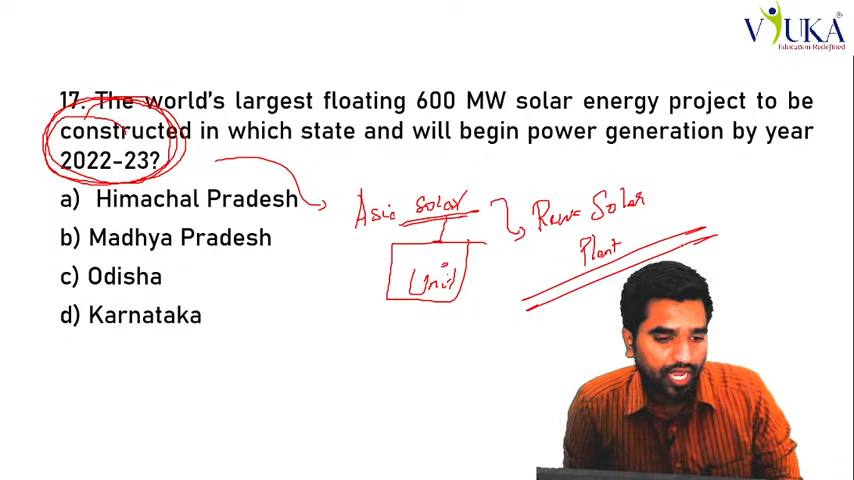 VYUKA
Education Redefined
17. The world's largest floating 600 MW solar energy project to be
constructed in which state and will begin power generation by year
2022-23?
a) Himachal Pradesh
b) Madhya Pradesh
c) Odisha
d) Karnataka
Asia solar
Unit
Rewa Solar
Plant